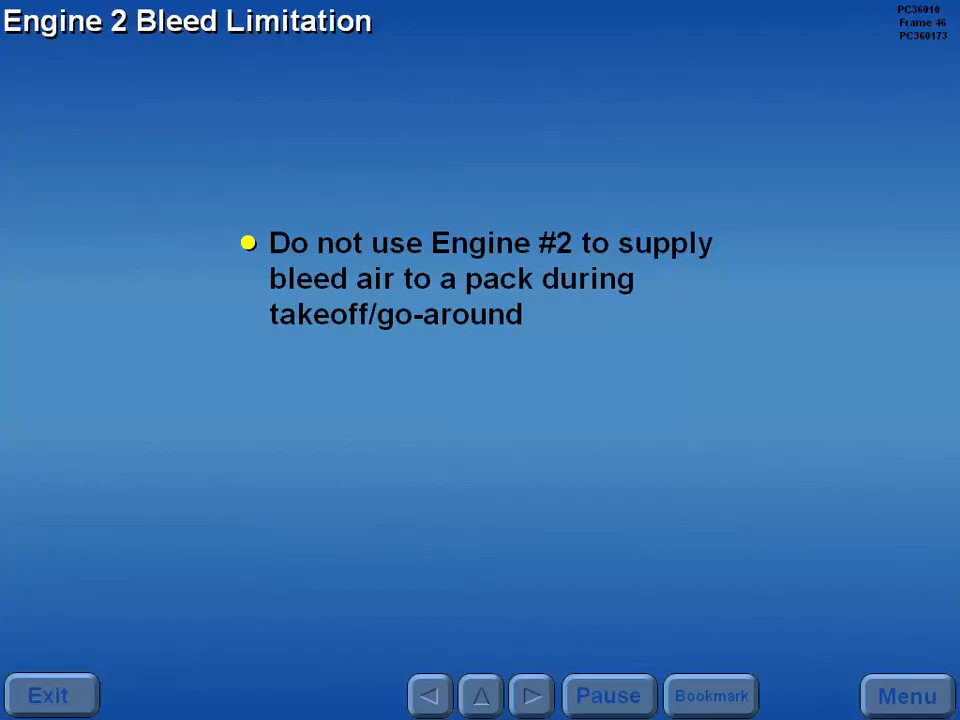 Engine 2 Bleed Limitation
PC36010
Frame 46
PC360173
Do not use Engine #2 to supply
bleed air to a pack during
takeoff/go-around
Exit
Pause
Bookmark
Menu